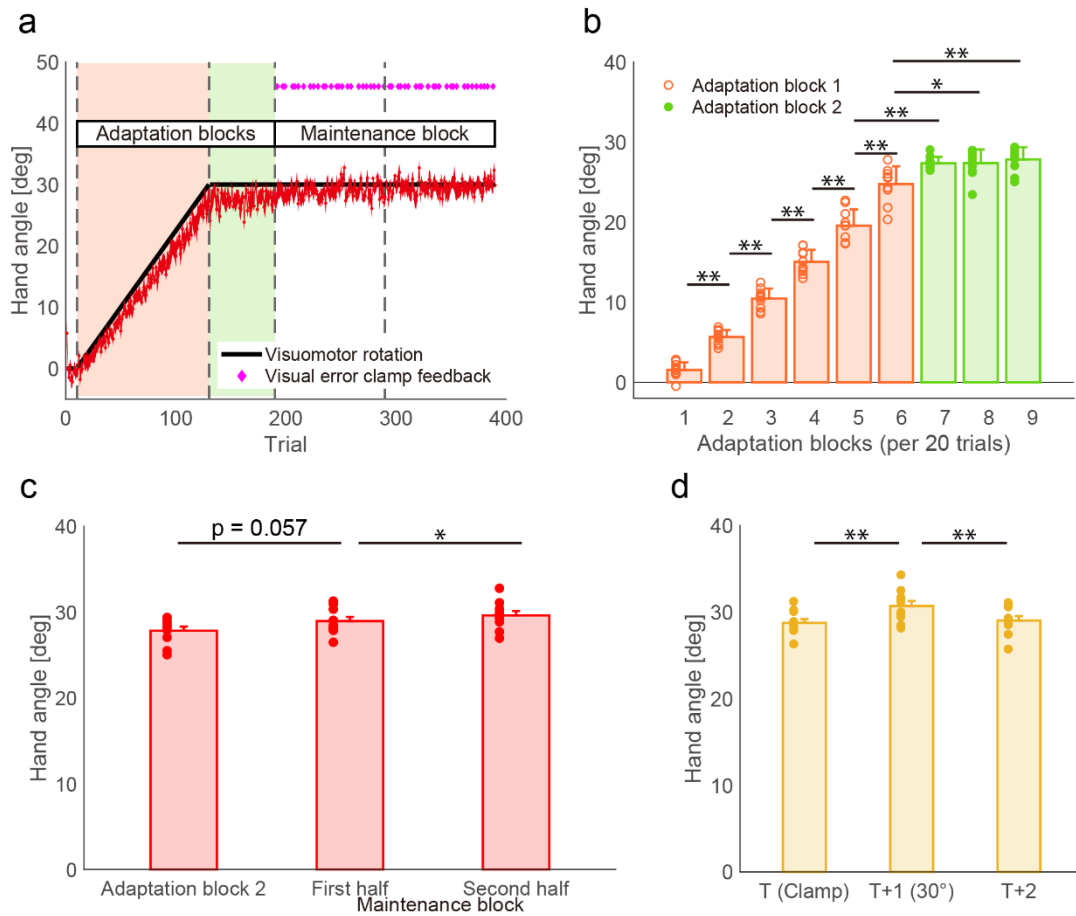 a
50
40
30
20
10
0
Hand angle [deg]
Adaptation blocks
Maintenance block
Visuomotor rotation
Visual error clamp feedback
0
100
200
300
400
Trial
b
40
30
20
10
0
Hand angle [deg]
Adaptation block 1
Adaptation block 2
**
**
**
**
**
**
**
*
**
1
2
3
4
5
6
7
8
9
Adaptation blocks (per 20 trials)
c
40
30
20
10
0
Hand angle [deg]
p = 0.057
*
Adaptation block 2
First half
Second half
Maintenance block
d
40
30
20
10
0
Hand angle [deg]
**
**
T (Clamp)
T+1 (30°)
T+2